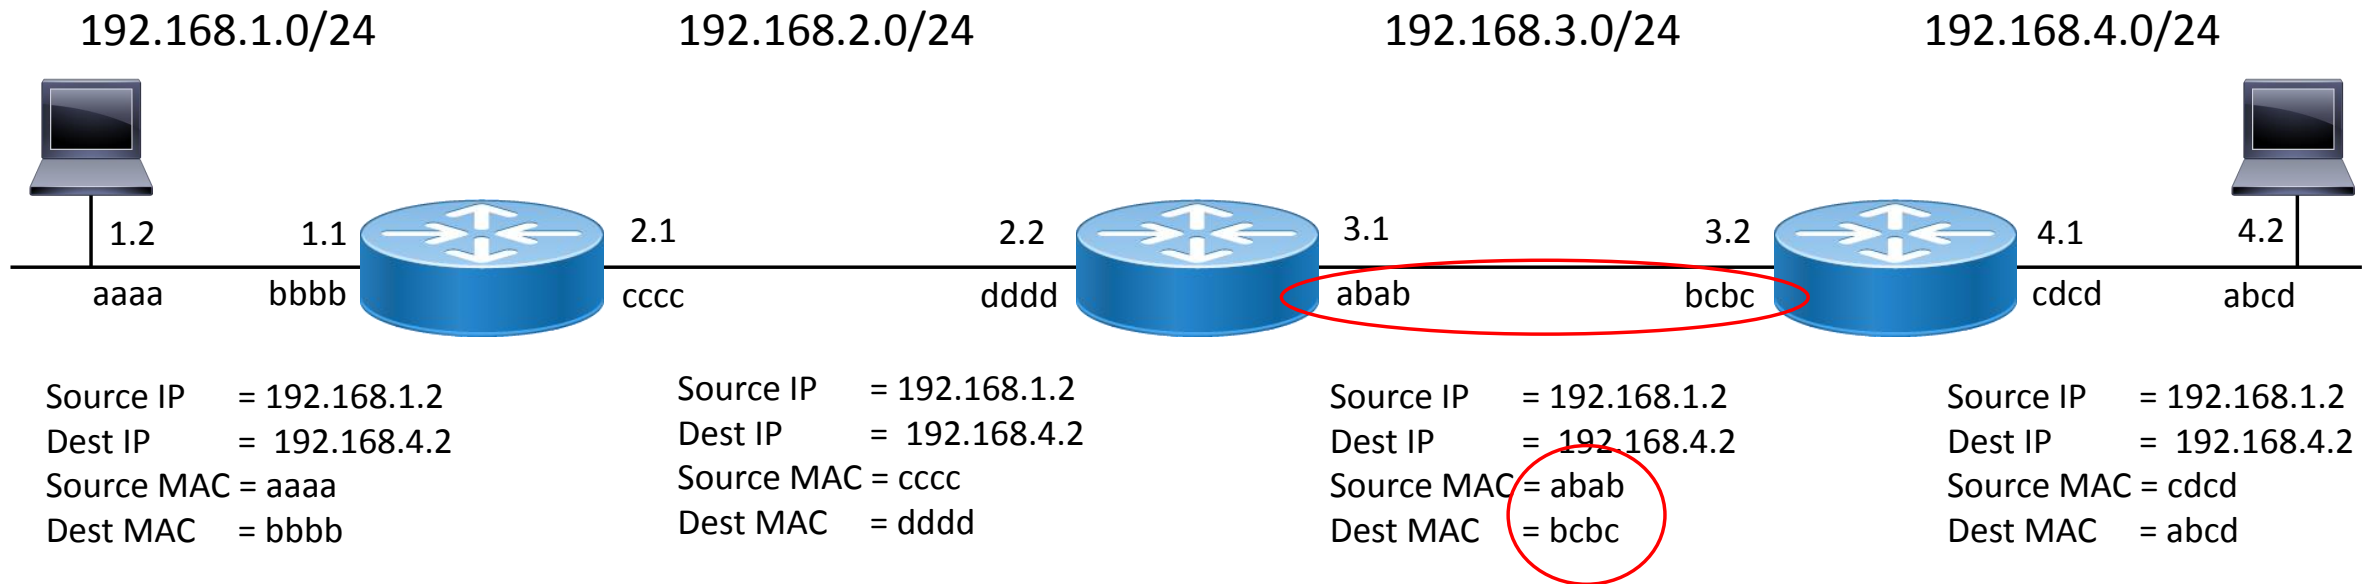 192.168.1.0/24
192.168.2.0/24
192.168.3.0/24
192.168.4.0/24
1.2
1.1
2.1
2.2
3.1
3.2
4.1
4.2
aaaa
bbbb
cccc
dddd
abab
bcbc
cdcd
abcd
Source IP = 192.168.1.2
Dest IP = 192.168.4.2
Source MAC = aaaa
Dest MAC = bbbb
Source IP = 192.168.1.2
Dest IP = 192.168.4.2
Source MAC = cccc
Dest MAC = dddd
Source IP = 192.168.1.2
Dest IP = 192.168.4.2
Source MAC = abab
Dest MAC = bcbc
Source IP = 192.168.1.2
Dest IP = 192.168.4.2
Source MAC = cdcd
Dest MAC = abcd